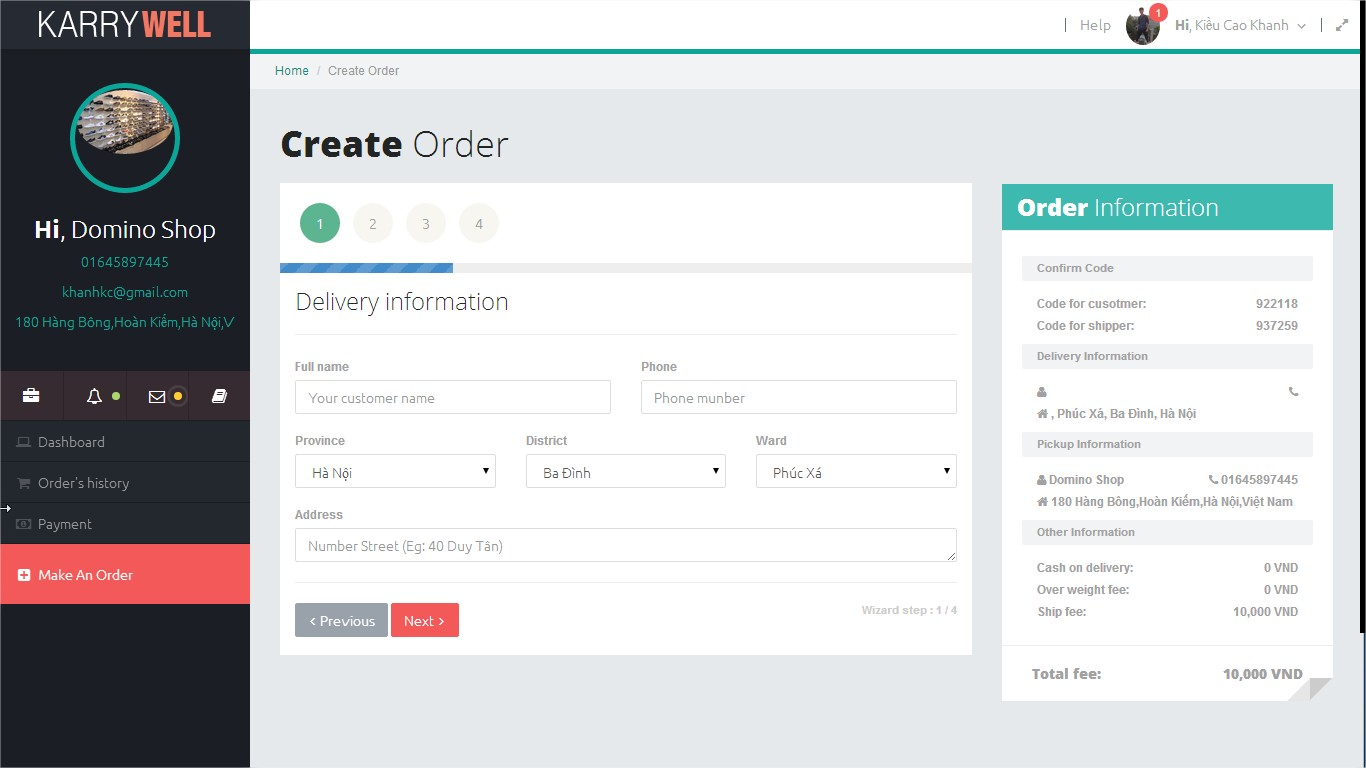 KARRYWELL
Help
1
Hi, Kiều Cao Khanh
Home / Create Order
Hi, Domino Shop
01645897445
khanhkc@gmail.com
180 Hàng Bông,Hoàn Kiếm,Hà Nội,V
Dashboard
Order's history
Payment
Make An Order
Create Order
1 2 3 4
Delivery information
Full name Phone
Your customer name Phone munber
Province District Ward
Hà Nội Ba Đình Phúc Xá
Address
Number Street (Eg: 40 Duy Tân)
< Previous Next > Wizard step : 1 / 4
Order Information
Confirm Code
Code for cusotmer: 922118
Code for shipper: 937259
Delivery Information
, Phúc Xá, Ba Đình, Hà Nội
Pickup Information
Domino Shop 01645897445
180 Hàng Bông,Hoàn Kiếm,Hà Nội,Việt Nam
Other Information
Cash on delivery: 0 VND
Over weight fee: 0 VND
Ship fee: 10,000 VND
Total fee: 10,000 VND